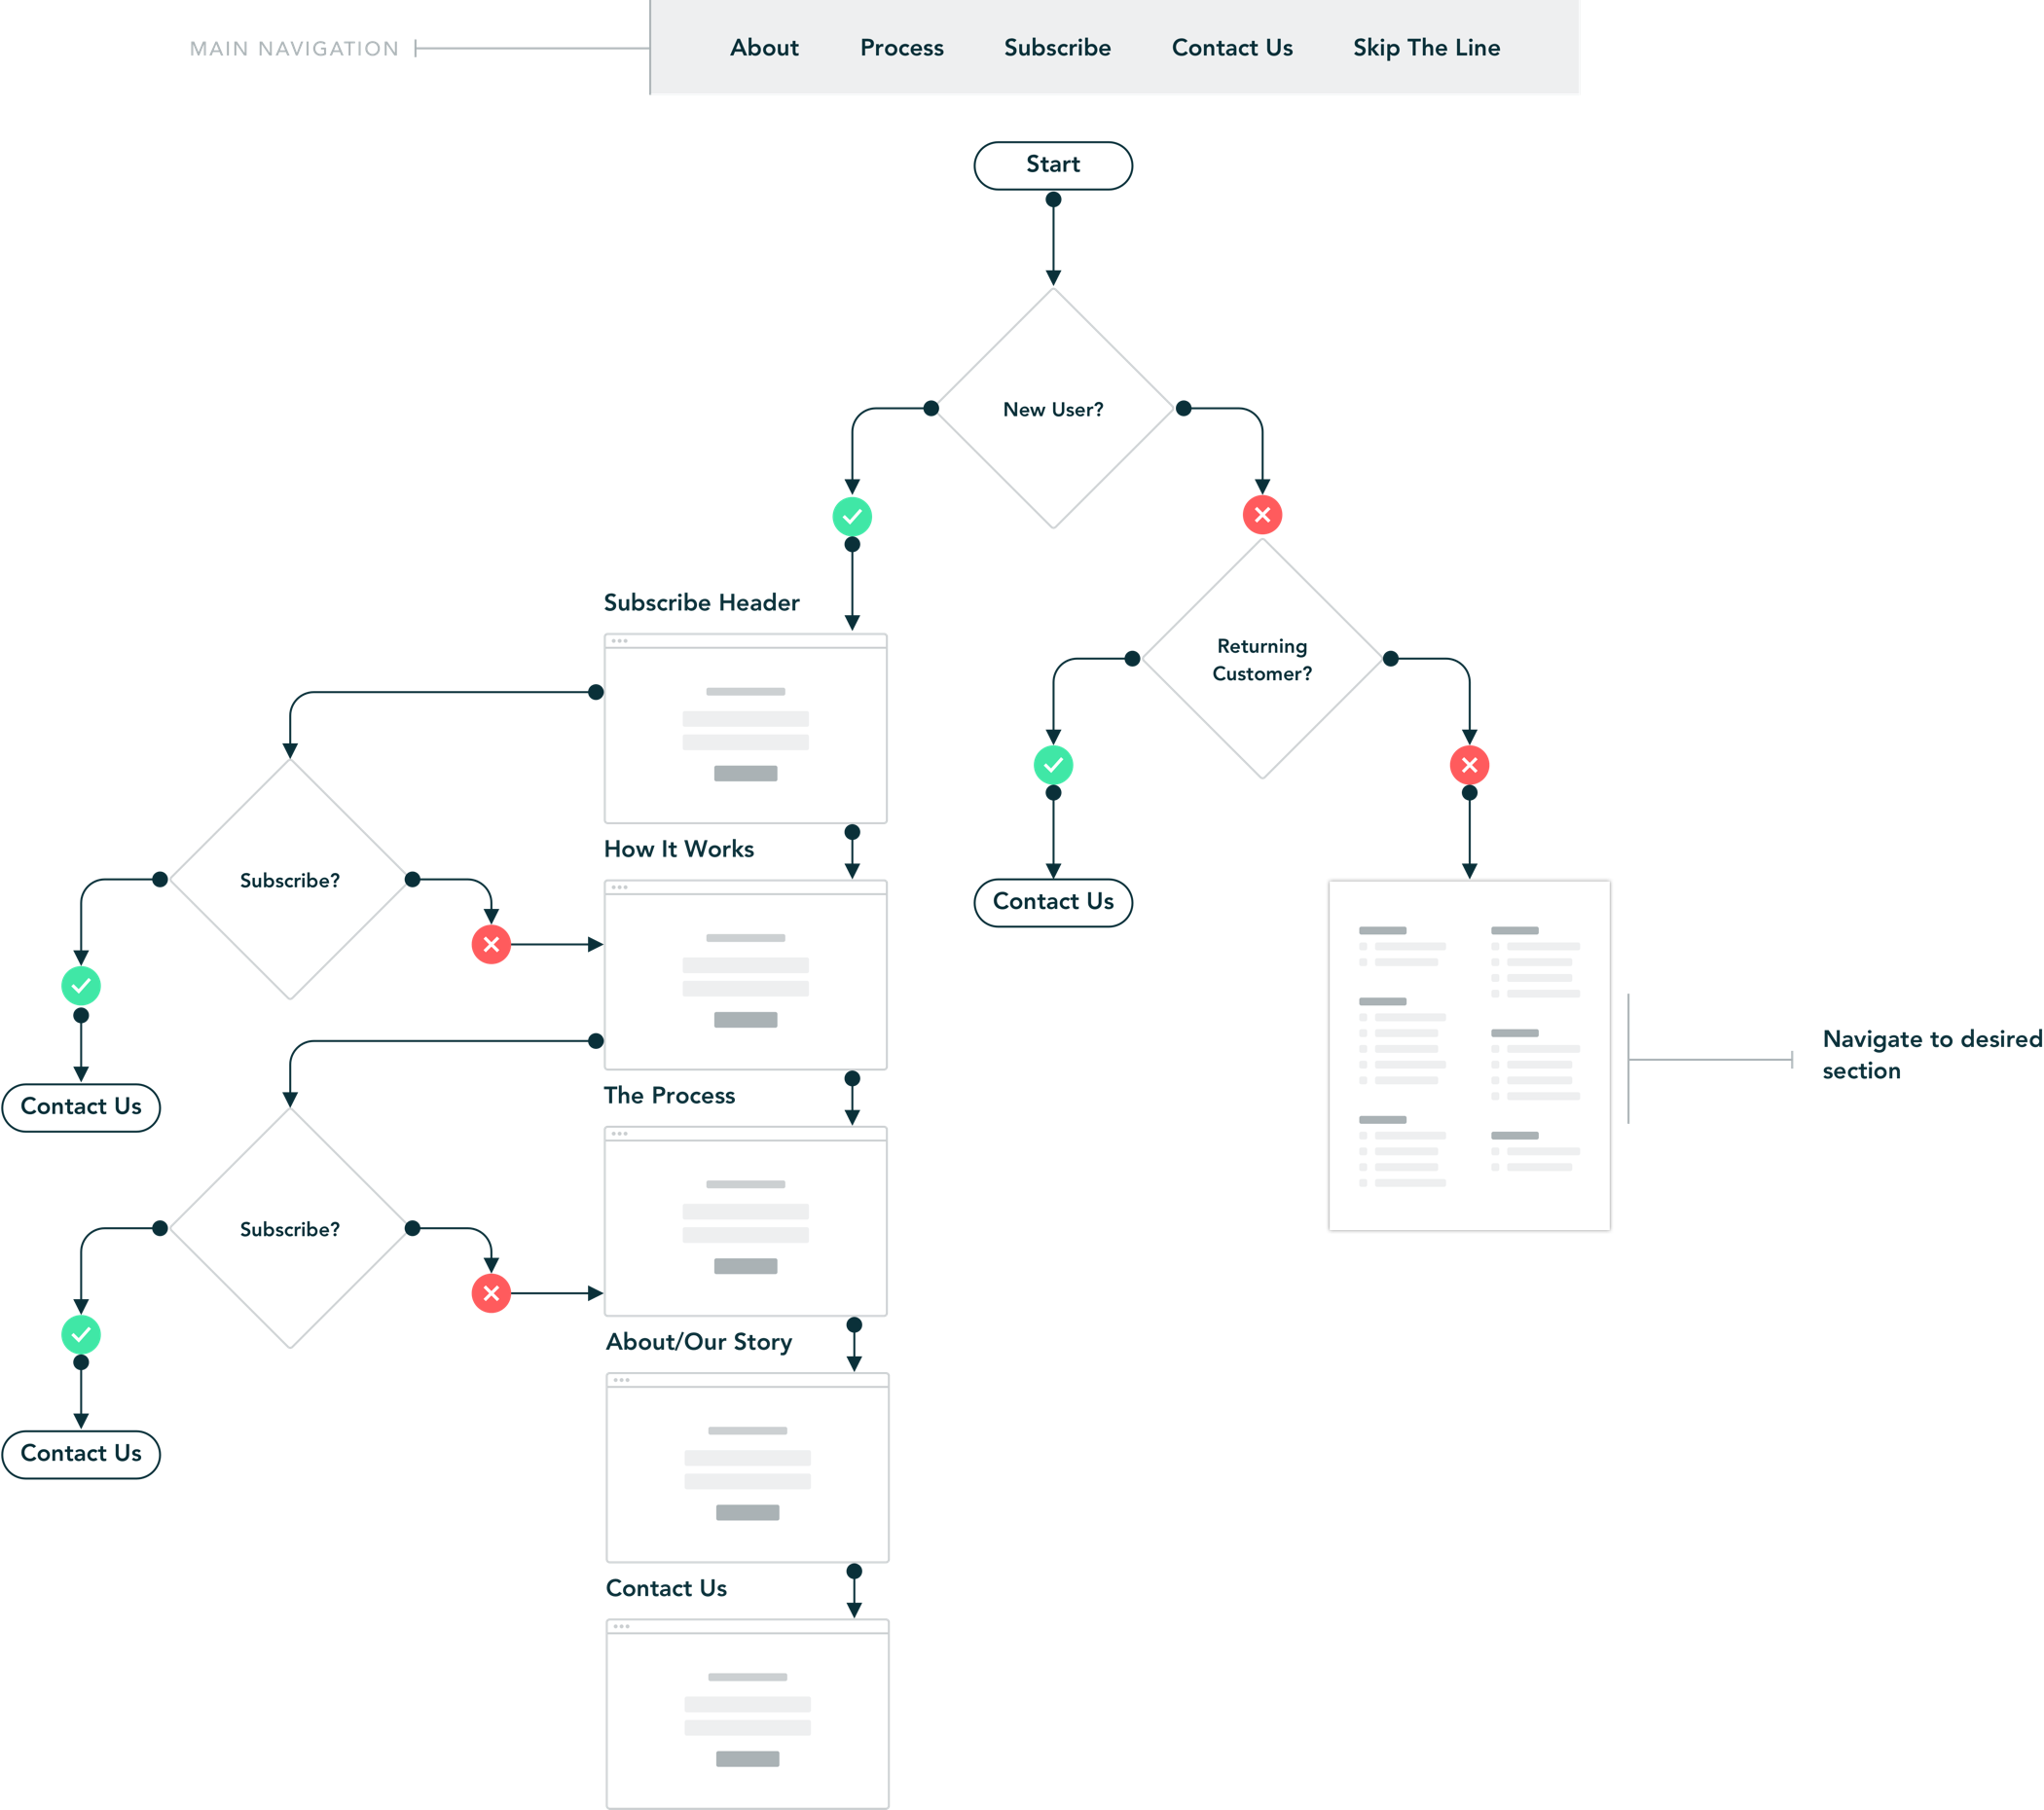 MAIN NAVIGATION
About Process Subscribe Contact Us Skip The Line
Start
New User?
Subscribe Header
Returning
Customer?
How It Works
Subscribe?
Contact Us
Navigate to desired
section
The Process
Contact Us
Subscribe?
About/Our Story
Contact Us
Contact Us